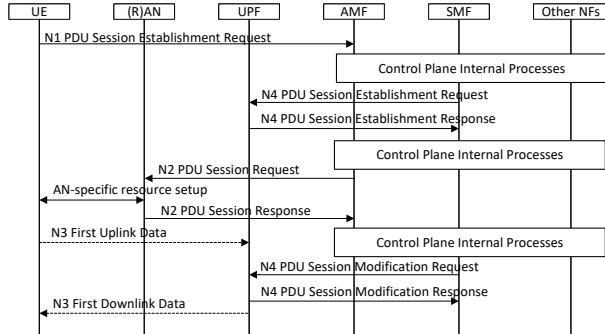 UE (R)AN UPF AMF SMF Other NFs
N1 PDU Session Establishment Request
Control Plane Internal Processes
N4 PDU Session Establishment Request
N4 PDU Session Establishment Response
Control Plane Internal Processes
N2 PDU Session Request
AN-specific resource setup
N2 PDU Session Response
N3 First Uplink Data
Control Plane Internal Processes
N4 PDU Session Modification Request
N4 PDU Session Modification Response
N3 First Downlink Data